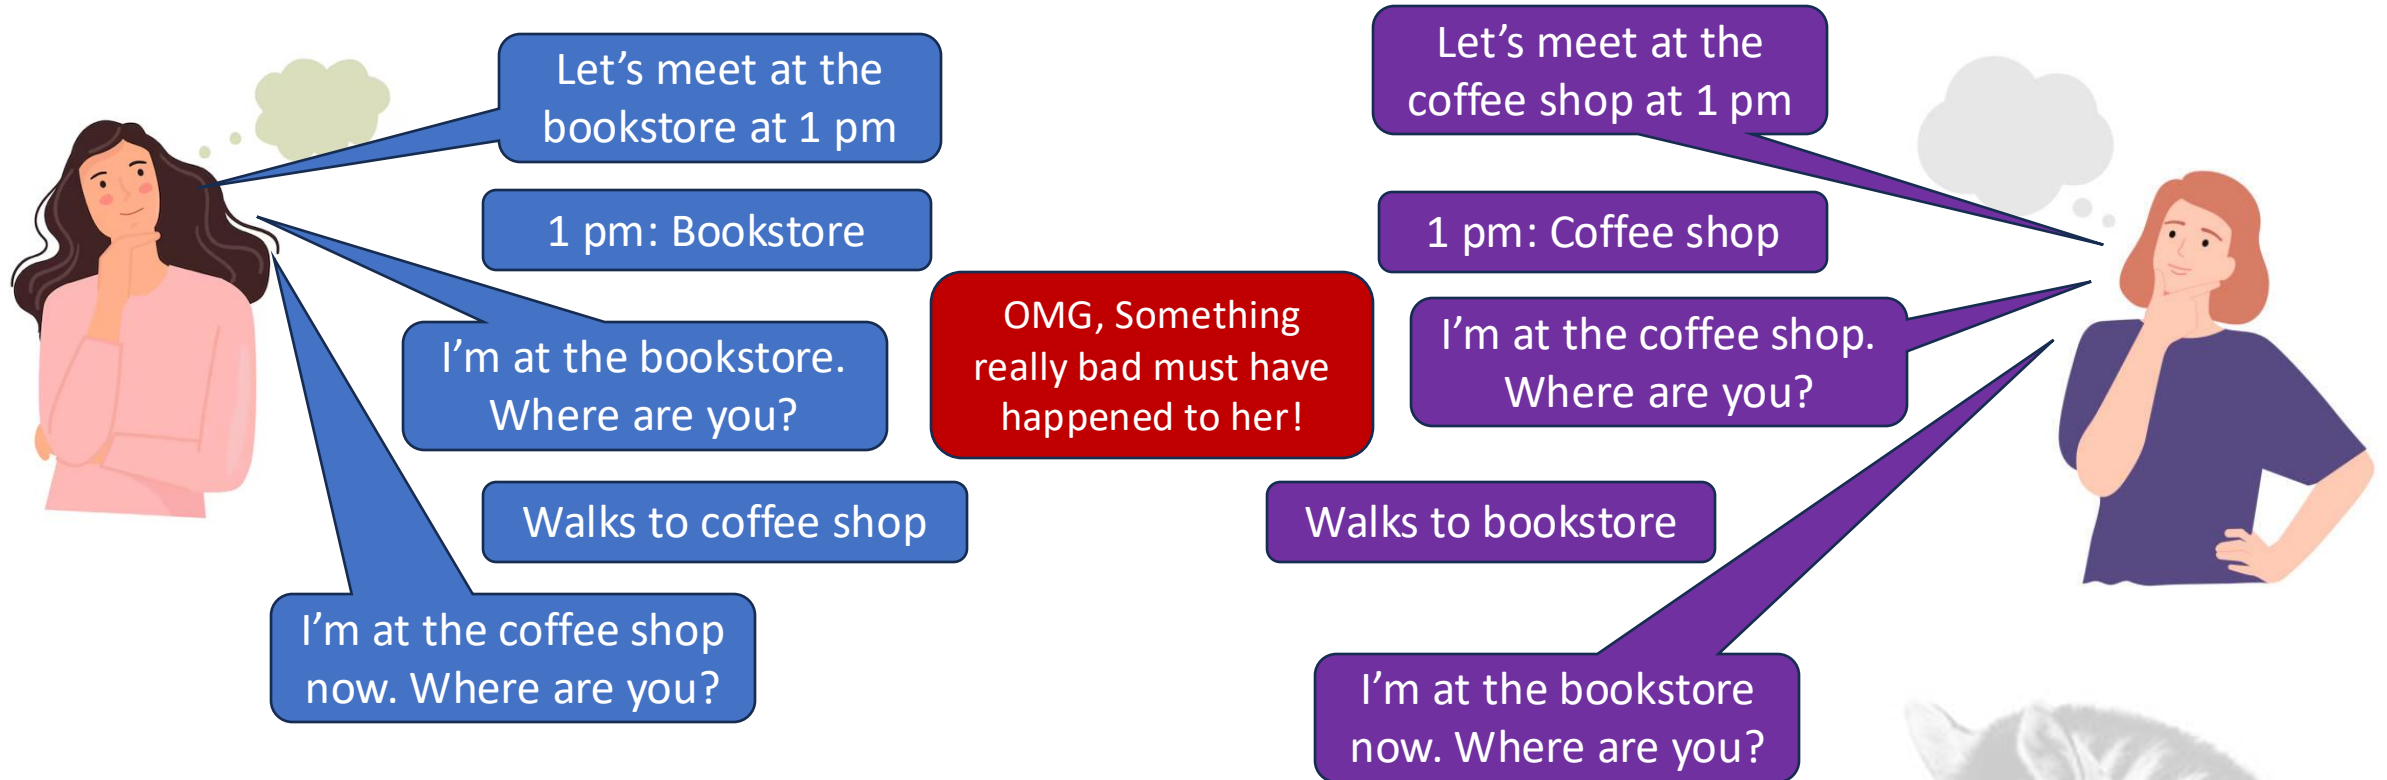 Let’s meet at the
bookstore at 1 pm
1 pm: Bookstore
I’m at the bookstore.
Where are you?
Walks to coffee shop
I’m at the coffee shop
now. Where are you?
OMG, Something
really bad must have
happened to her!
Let’s meet at the
coffee shop at 1 pm
1 pm: Coffee shop
I’m at the coffee shop.
Where are you?
Walks to bookstore
I’m at the bookstore
now. Where are you?